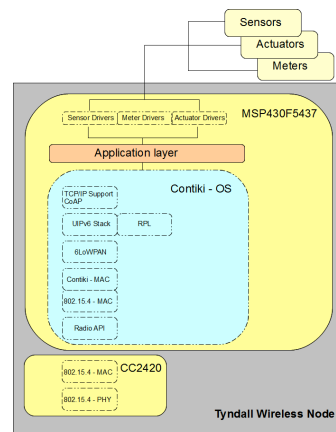 Sensors
Actuators
Meters
MSP430F5437
Sensor Drivers
Meter Drivers
Actuator Drivers
Application layer
Contiki - OS
TCP/IP Support
CoAP
UIPv6 Stack
RPL
6LoWPAN
Contiki - MAC
802.15.4 - MAC
Radio API
CC2420
802.15.4 - MAC
802.15.4 - PHY
Tyndall Wireless Node